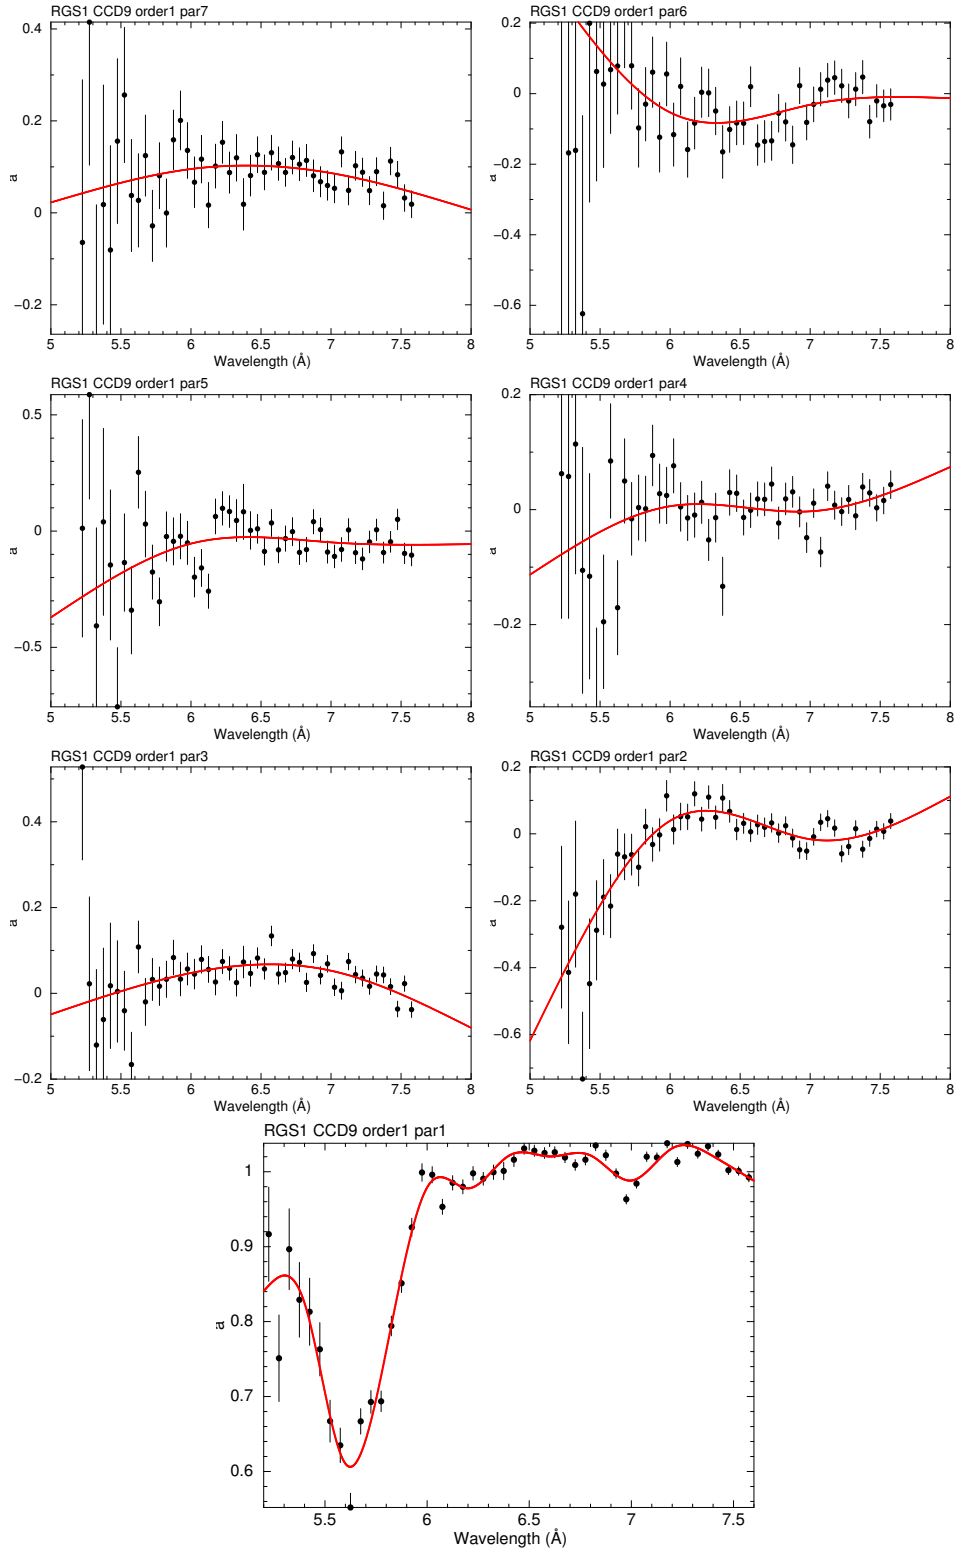 RGS1 CCD9 order1 par7
0.4
0.2
0
−0.2
a
5 5.5 6 6.5 7 7.5 8
Wavelength (Å)
RGS1 CCD9 order1 par6
0.2
0
−0.2
−0.4
−0.6
a
5 5.5 6 6.5 7 7.5 8
Wavelength (Å)
RGS1 CCD9 order1 par5
0.5
0
−0.5
a
5 5.5 6 6.5 7 7.5 8
Wavelength (Å)
RGS1 CCD9 order1 par4
0.2
0
−0.2
a
5 5.5 6 6.5 7 7.5 8
Wavelength (Å)
RGS1 CCD9 order1 par3
0.4
0.2
0
−0.2
a
5 5.5 6 6.5 7 7.5 8
Wavelength (Å)
RGS1 CCD9 order1 par2
0.2
0
−0.2
−0.4
−0.6
a
5 5.5 6 6.5 7 7.5 8
Wavelength (Å)
RGS1 CCD9 order1 par1
1
0.9
0.8
0.7
0.6
a
5.5 6 6.5 7 7.5
Wavelength (Å)